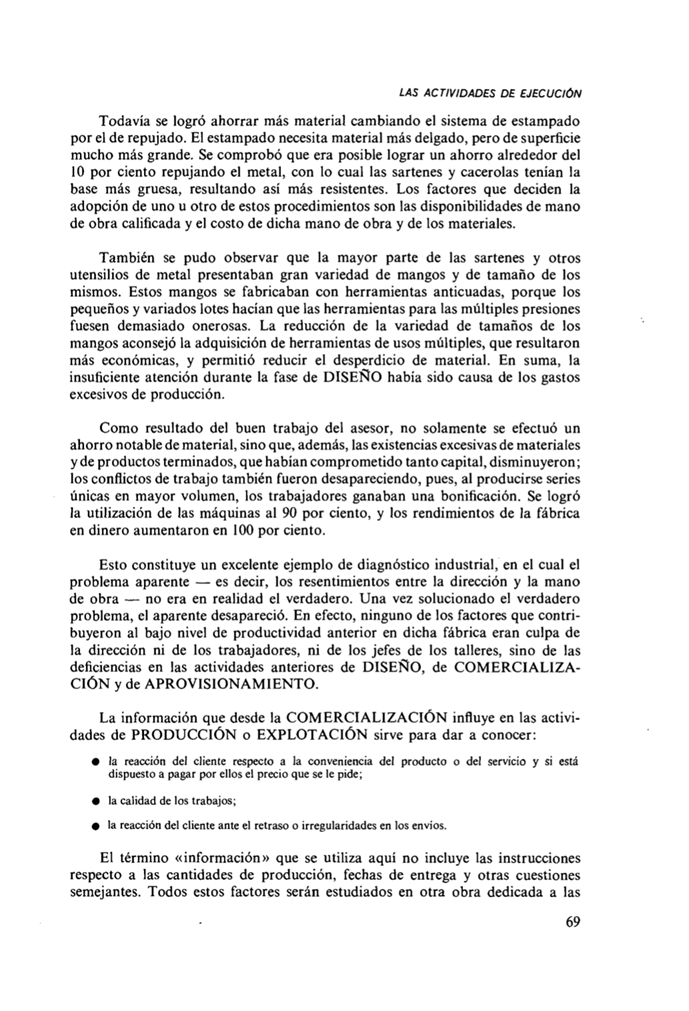 LAS ACTIVIDADES DE EJECUCIÓN
Todavía se logró ahorrar más material cambiando el sistema de estampado
por el de repujado. El estampado necesita material más delgado, pero de superficie
mucho más grande. Se comprobó que era posible lograr un ahorro alrededor del
10 por ciento repujando el metal, con lo cual las sartenes y cacerolas tenían la
base más gruesa, resultando así más resistentes. Los factores que deciden la
adopción de uno u otro de estos procedimientos son las disponibilidades de mano
de obra calificada y el costo de dicha mano de obra y de los materiales.
También se pudo observar que la mayor parte de las sartenes y otros
utensilios de metal presentaban gran variedad de mangos y de tamaño de los
mismos. Estos mangos se fabricaban con herramientas anticuadas, porque los
pequeños y variados lotes hacían que las herramientas para las múltiples presiones
fuesen demasiado onerosas. La reducción de la variedad de tamaños de los
mangos aconsejó la adquisición de herramientas de usos múltiples, que resultaron
más económicas, y permitió reducir el desperdicio de material. En suma, la
insuficiente atención durante la fase de DISEÑO había sido causa de los gastos
excesivos de producción.
Como resultado del buen trabajo del asesor, no solamente se efectuó un
ahorro notable de material, sino que, además, las existencias excesivas de materiales
y de productos terminados, que habían comprometido tanto capital, disminuyeron;
los conflictos de trabajo también fueron desapareciendo, pues, al producirse series
únicas en mayor volumen, los trabajadores ganaban una bonificación. Se logró
la utilización de las máquinas al 90 por ciento, y los rendimientos de la fábrica
en dinero aumentaron en 100 por ciento.
Esto constituye un excelente ejemplo de diagnóstico industrial, en el cual el
problema aparente — es decir, los resentimientos entre la dirección y la mano
de obra — no era en realidad el verdadero. Una vez solucionado el verdadero
problema, el aparente desapareció. En efecto, ninguno de los factores que contri-
buyeron al bajo nivel de productividad anterior en dicha fábrica eran culpa de
la dirección ni de los trabajadores, ni de los jefes de los talleres, sino de las
deficiencias en las actividades anteriores de DISEÑO, de COMERCIALIZA-
CIÓN y de APROVISIONAMIENTO.
La información que desde la COMERCIALIZACIÓN influye en las activi-
dades de PRODUCCIÓN o EXPLOTACIÓN sirve para dar a conocer:
● la reacción del cliente respecto a la conveniencia del producto o del servicio y si está
dispuesto a pagar por ellos el precio que se le pide;
● la calidad de los trabajos;
● la reacción del cliente ante el retraso o irregularidades en los envíos.
El término «información» que se utiliza aquí no incluye las instrucciones
respecto a las cantidades de producción, fechas de entrega y otras cuestiones
semejantes. Todos estos factores serán estudiados en otra obra dedicada a las
69